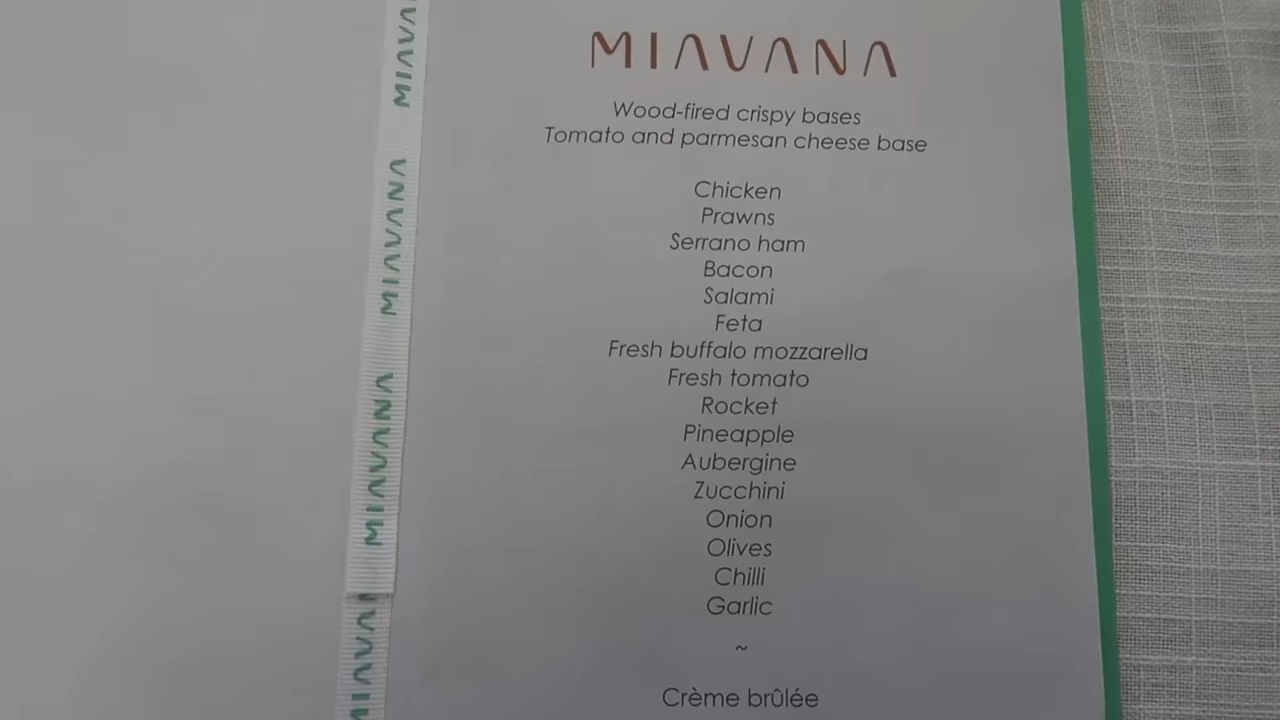 MIAVANA
Wood-fired crispy bases
Tomato and parmesan cheese base
Chicken
Prawns
Serrano ham
Bacon
Salami
Feta
Fresh buffalo mozzarella
Fresh tomato
Rocket
Pineapple
Aubergine
Zucchini
Onion
Olives
Chilli
Garlic
~
Crème brûlée
MIAVANA
MIAVANA
MIAVANA
MIAVANA